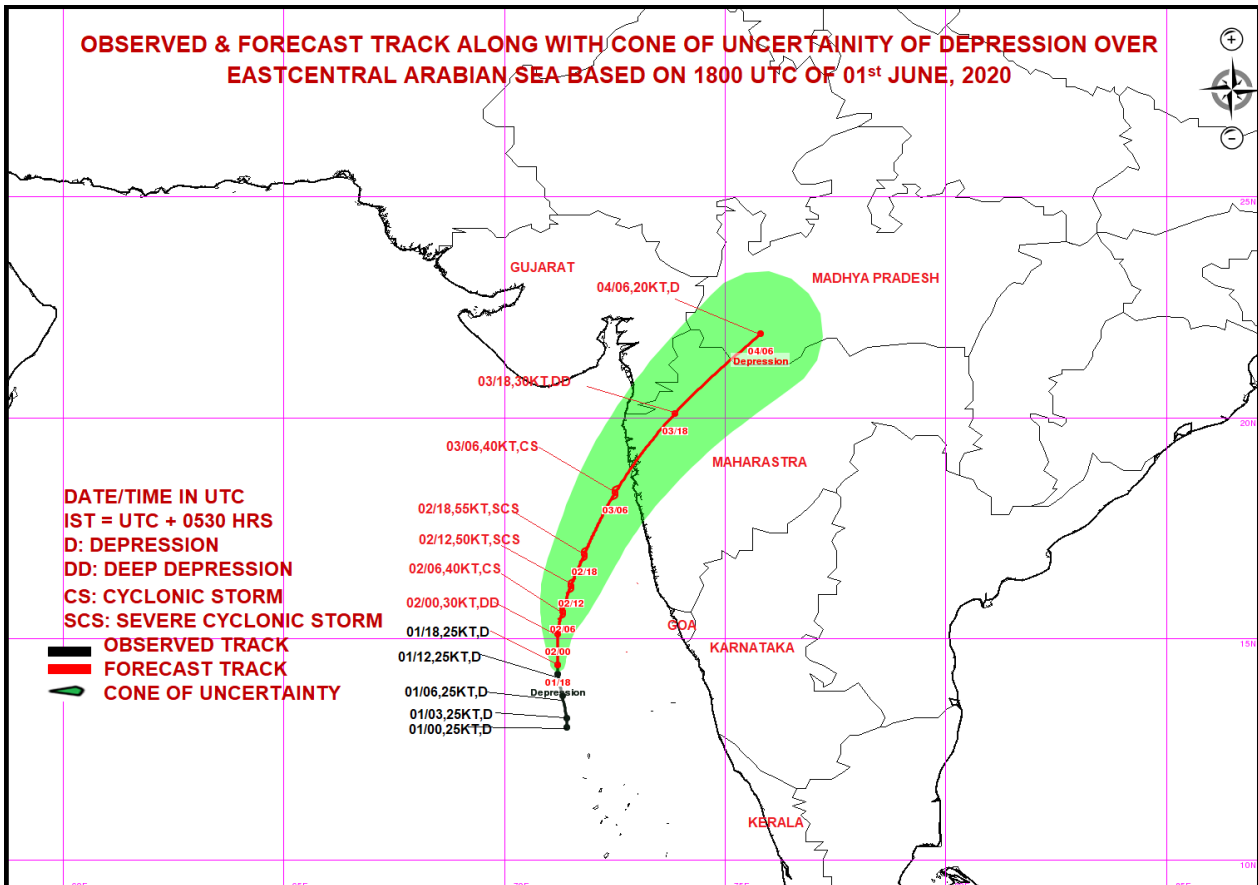 OBSERVED & FORECAST TRACK ALONG WITH CONE OF UNCERTAINITY OF DEPRESSION OVER
EASTCENTRAL ARABIAN SEA BASED ON 1800 UTC OF 01st JUNE, 2020
+
−
25N
GUJARAT
MADHYA PRADESH
04/06,20KT,D
04/06
Depression
03/18,30KT,DD
20N
03/18
03/06,40KT,CS
MAHARASTRA
03/06
DATE/TIME IN UTC
IST = UTC + 0530 HRS
D: DEPRESSION
DD: DEEP DEPRESSION
CS: CYCLONIC STORM
SCS: SEVERE CYCLONIC STORM
OBSERVED TRACK
FORECAST TRACK
CONE OF UNCERTAINTY
02/18,55KT,SCS
02/12,50KT,SCS
02/18
02/06,40KT,CS
02/12
02/00,30KT,DD
02/06
GOA
15N
01/18,25KT,D
02/00
KARNATAKA
01/12,25KT,D
01/18
Depression
01/06,25KT,D
01/03,25KT,D
01/00,25KT,D
KERALA
10N